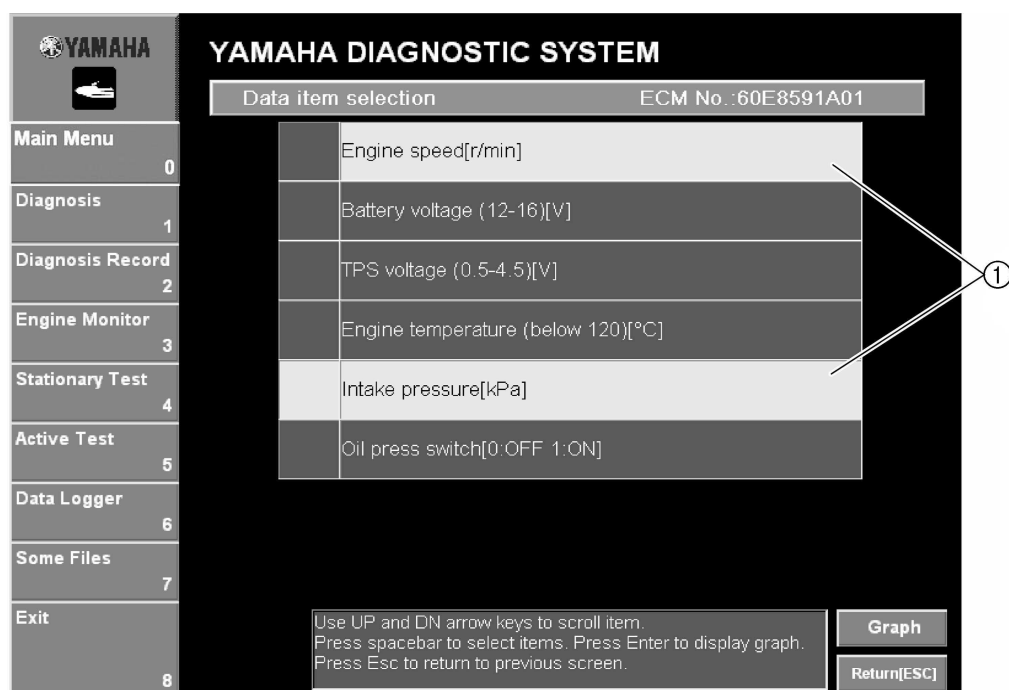 YAMAHA
YAMAHA DIAGNOSTIC SYSTEM
Data item selection ECM No.:60E8591A01
Main Menu
0
Diagnosis
1
Diagnosis Record
2
Engine Monitor
3
Stationary Test
4
Active Test
5
Data Logger
6
Some Files
7
Exit
8
Engine speed[r/min]
Battery voltage (12-16)[V]
TPS voltage (0.5-4.5)[V]
Engine temperature (below 120)[°C]
Intake pressure[kPa]
Oil press switch[0:OFF 1:ON]
①
Use UP and DN arrow keys to scroll item.
Press spacebar to select items. Press Enter to display graph.
Press Esc to return to previous screen.
Graph
Return[ESC]